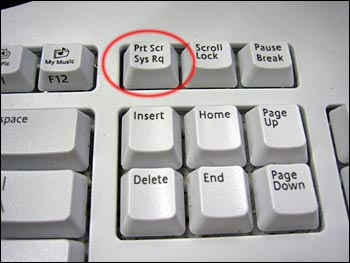 Prt Scr
Sys Rq
Scroll
Lock
Pause
Break
My Music
F12
Insert
Home
Page
Up
Delete
End
Page
Down